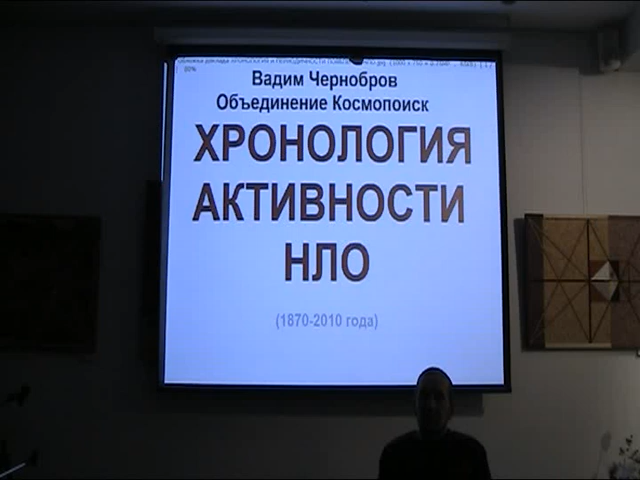 Вадим Чернобров
Объединение Космопоиск
ХРОНОЛОГИЯ
АКТИВНОСТИ
НЛО
(1870-2010 года)